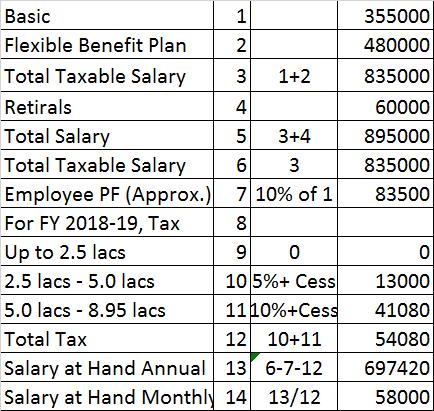 Basic 1 355000
Flexible Benefit Plan 2 480000
Total Taxable Salary 3 1+2 835000
Retirals 4 60000
Total Salary 5 3+4 895000
Total Taxable Salary 6 3 835000
Employee PF (Approx.) 7 10% of 1 83500
For FY 2018-19, Tax 8
Up to 2.5 lacs 9 0 0
2.5 lacs - 5.0 lacs 10 5%+ Cess 13000
5.0 lacs - 8.95 lacs 11 10%+Cess 41080
Total Tax 12 10+11 54080
Salary at Hand Annual 13 6-7-12 697420
Salary at Hand Monthly 14 13/12 58000